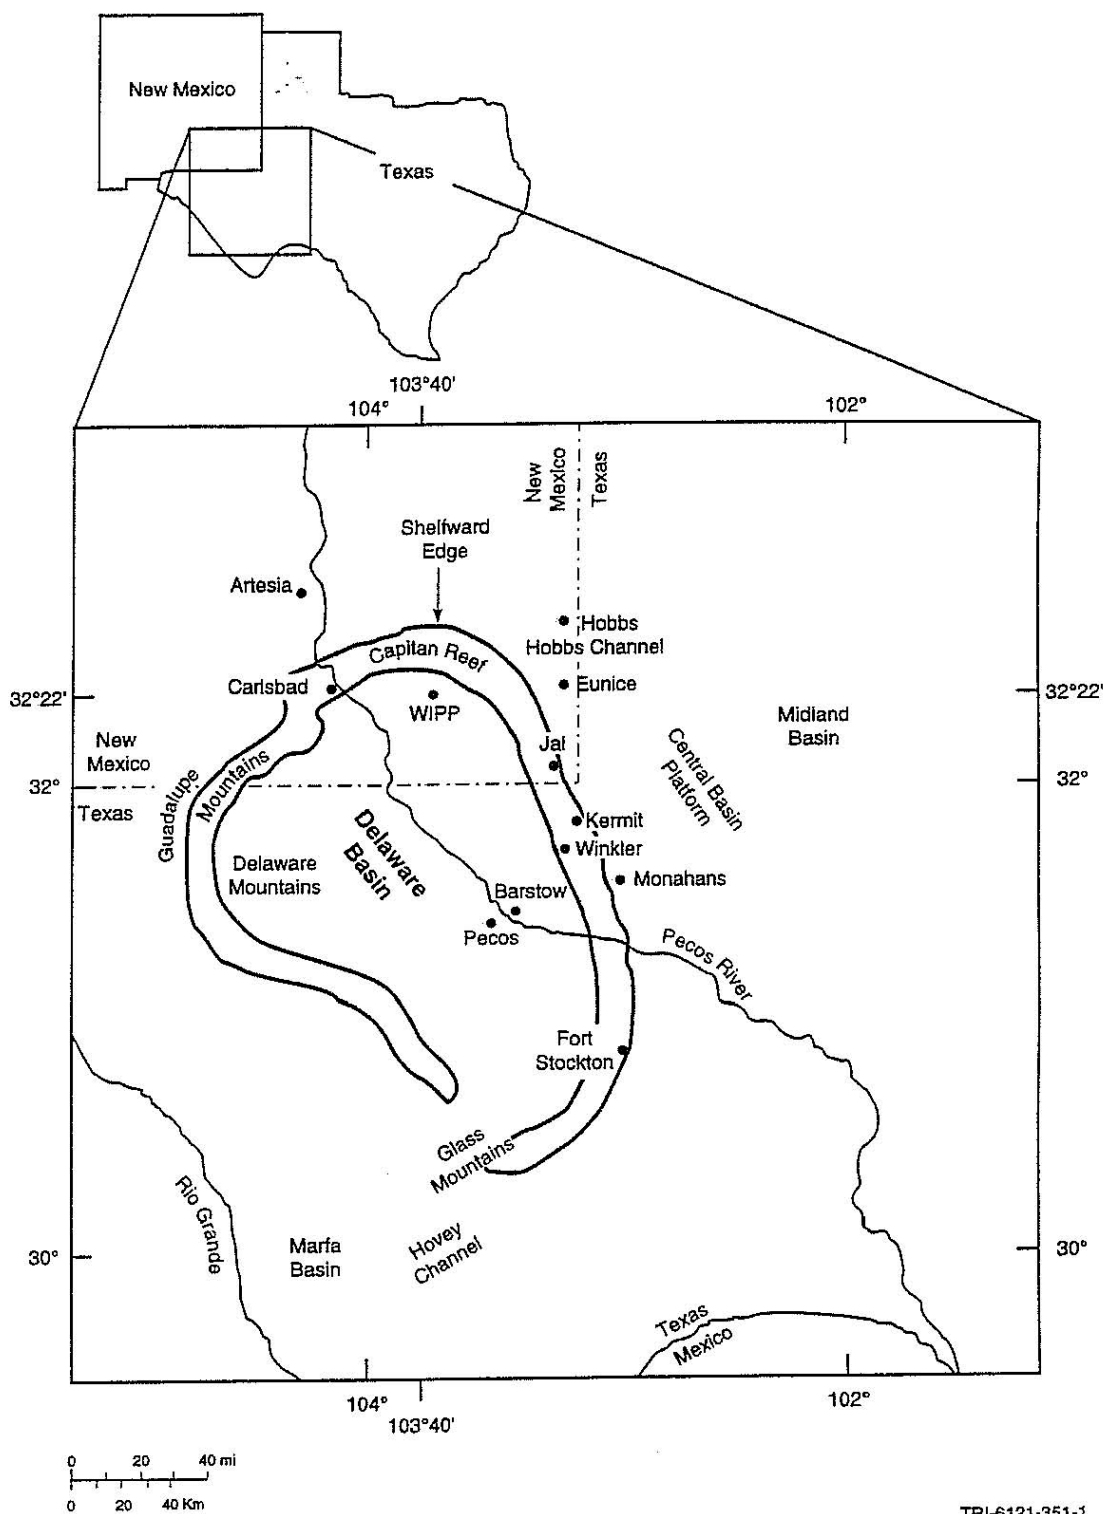 New Mexico
Texas
103°40'
104°
102°
New
Mexico
Texas
Shelfward
Edge
Artesia
Hobbs
Hobbs Channel
Capitan Reef
Carlsbad
WIPP
Eunice
32°22'
32°22'
Midland
Basin
Jal
Central Basin
Platform
New
Mexico
32°
32°
Texas
Guadalupe
Mountains
Kermit
Winkler
Delaware
Basin
Delaware
Mountains
Monahans
Barstow
Pecos
Pecos River
Fort
Stockton
Glass
Mountains
Rio Grande
Hovey
Channel
Marfa
Basin
30°
30°
Texas
Mexico
104°
103°40'
102°
0 20 40 mi
0 20 40 Km
TRI-6121-351-1